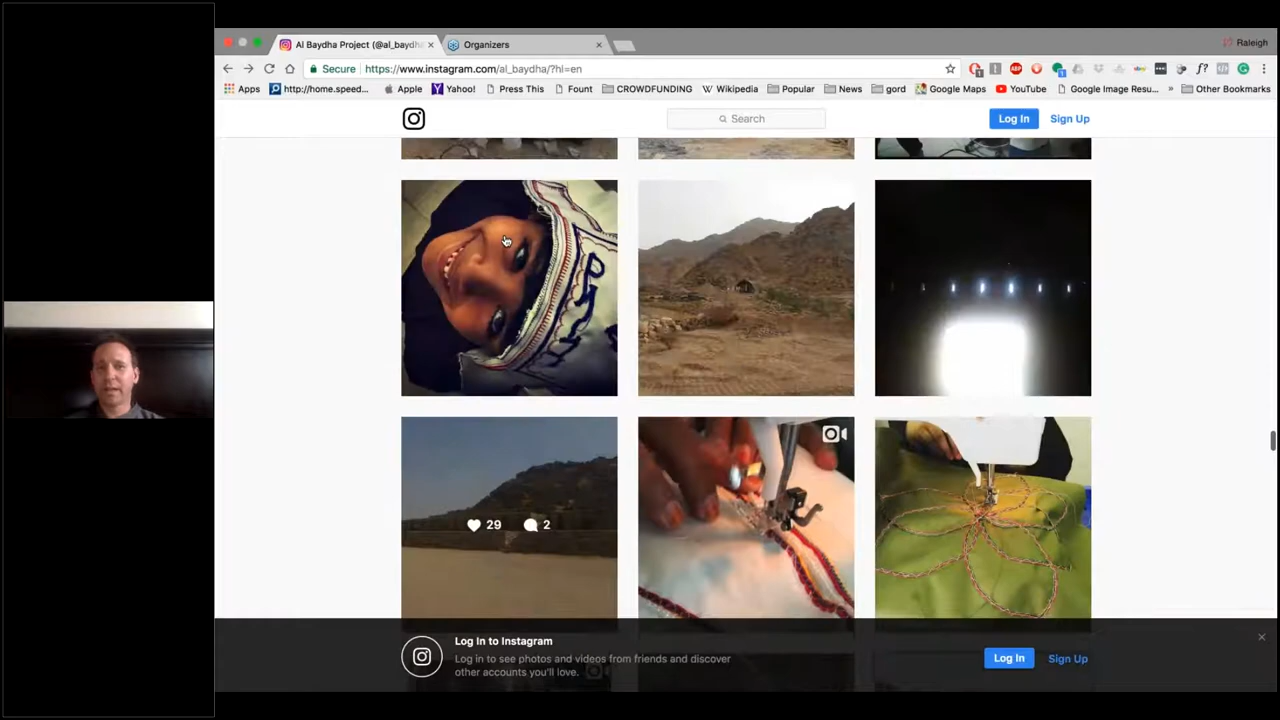 Al Baydha Project (@al_baydha
Organizers
Raleigh
Secure
https://www.instagram.com/al_baydha/?hl=en
Apps
http://home.speed...
Apple
Yahoo!
Press This
Fount
CROWDFUNDING
Wikipedia
Popular
News
gord
Google Maps
YouTube
Google Image Resu...
»
Other Bookmarks
Search
Log In
Sign Up
29
2
Log In to Instagram
Log in to see photos and videos from friends and discover
other accounts you'll love.
Log In
Sign Up